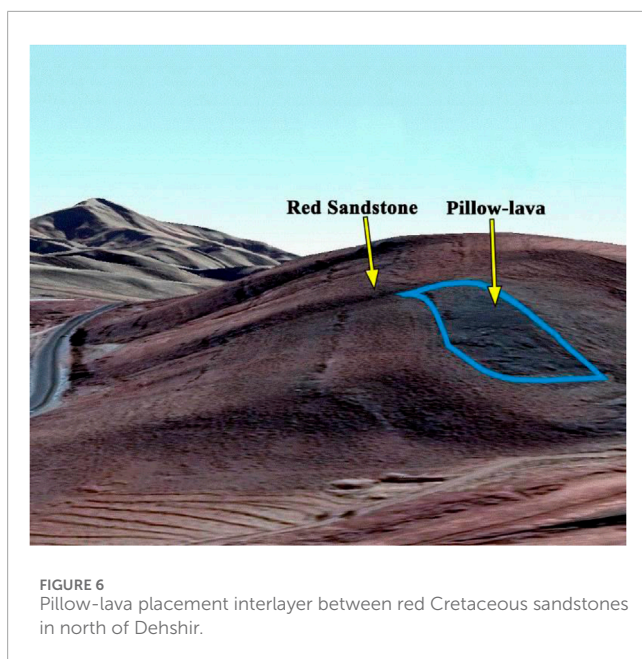 Red Sandstone Pillow-lava
FIGURE 6
Pillow-lava placement interlayer between red Cretaceous sandstones
in north of Dehshir.